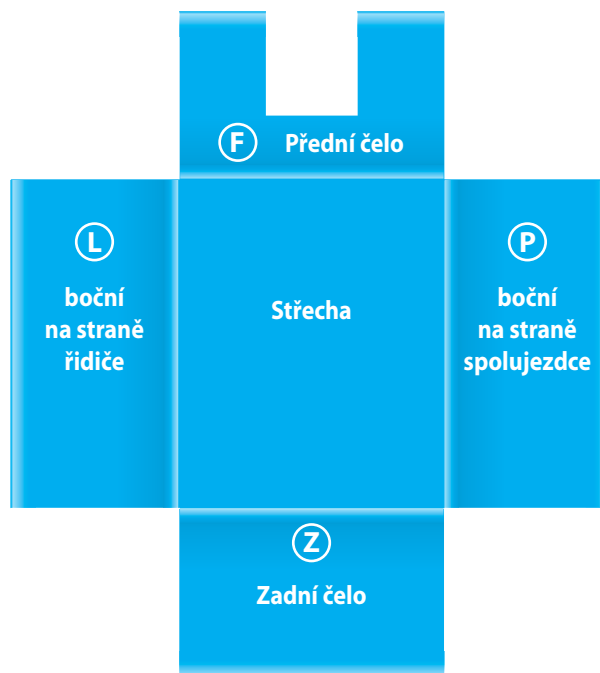 F Přední čelo
L
boční
na straně
řidiče
Střecha
P
boční
na straně
spolujezdce
Z
Zadní čelo